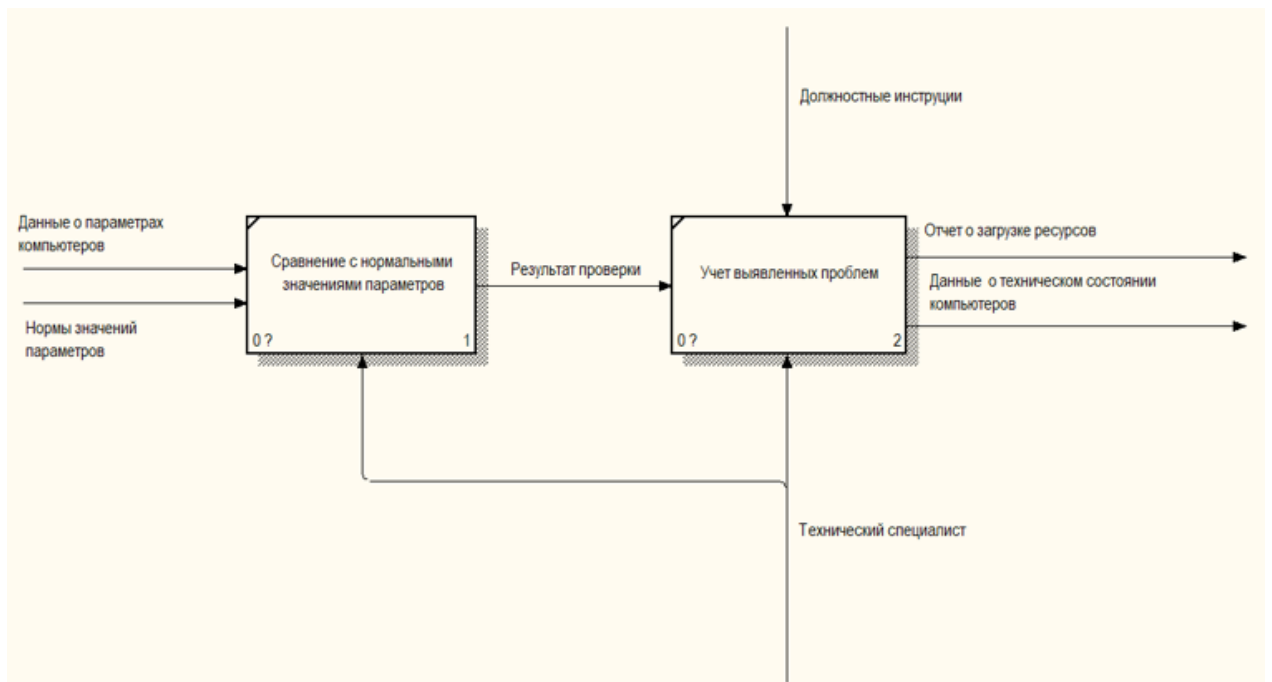 Должностные инструции
Данные о параметрах
компьютеров
Нормы значений
параметров
Сравнение с нормальными
значениями параметров
0 ?
1
Результат проверки
Учет выявленных проблем
0 ?
2
Отчет о загрузке ресурсов
Данные о техническом состоянии
компьютеров
Технический специалист